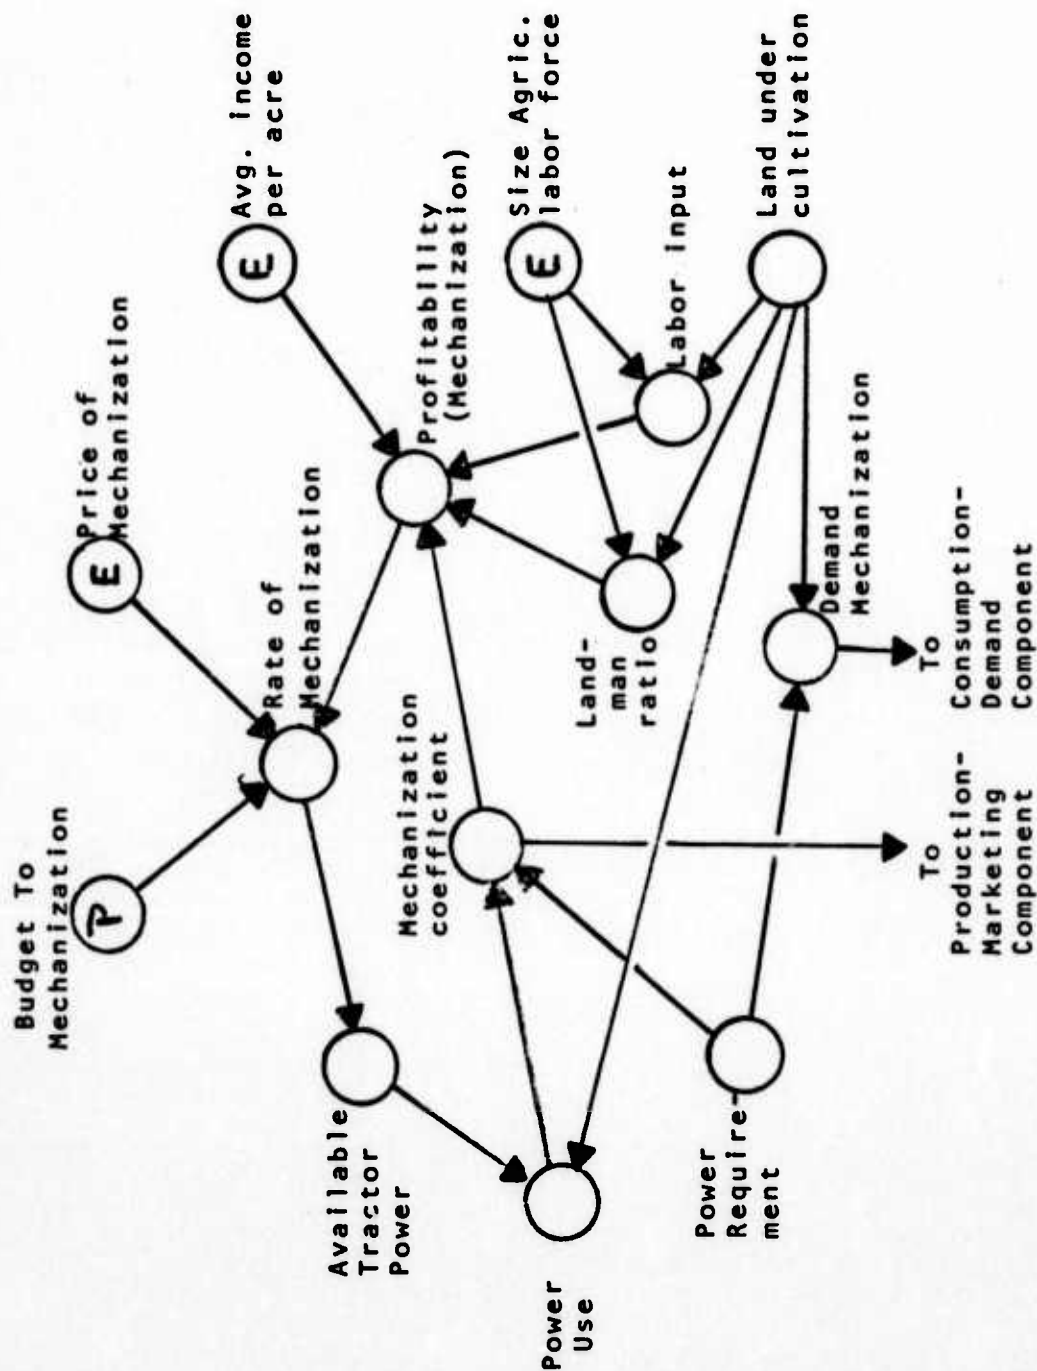 Budget To
Mechanization
P
E
Price of
Mechanization
E
Avg. income
per acre
Rate of
Mechanization
Available
Tractor
Power
Profitability
(Mechanization)
Mechanization
coefficient
E
Size Agric.
labor force
Power
Use
Land-
man
ratio
Labor input
Power
Require-
ment
Land under
cultivation
Demand
Mechanization
To
Production-
Marketing
Component
To
Consumption-
Demand
Component